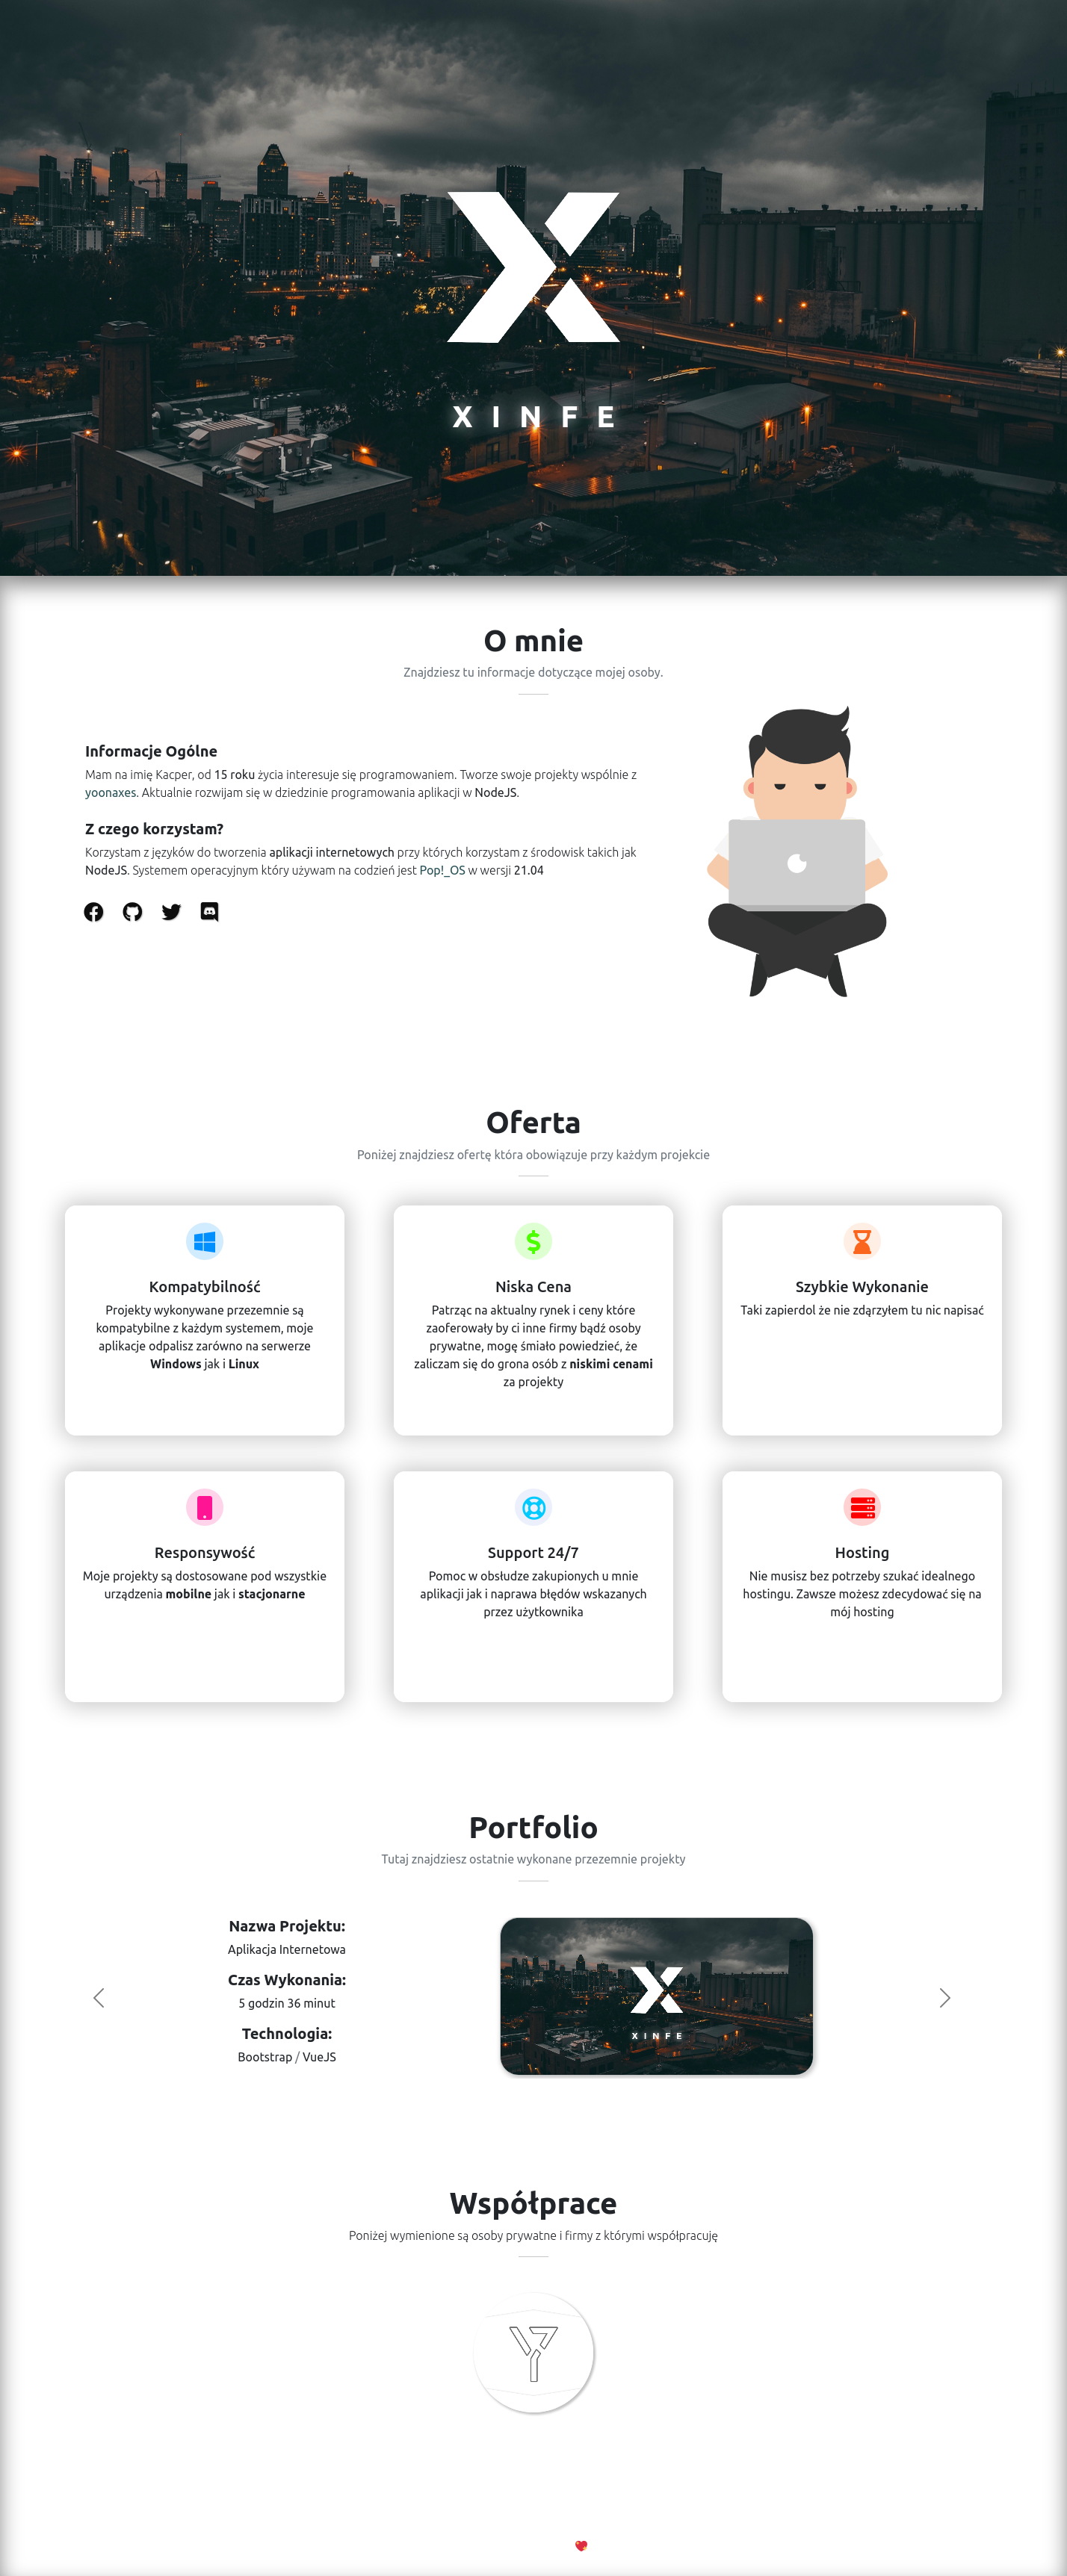 XINFE
O mnie
Znajdziesz tu informacje dotyczące mojej osoby.
Informacje Ogólne
Mam na imię Kacper, od 15 roku życia interesuje się programowaniem. Tworze swoje projekty wspólnie z
yoonaxes. Aktualnie rozwijam się w dziedzinie programowania aplikacji w NodeJS.
Z czego korzystam?
Korzystam z języków do tworzenia aplikacji internetowych przy których korzystam z środowisk takich jak
NodeJS. Systemem operacyjnym który używam na codzień jest Pop!_OS w wersji 21.04
Oferta
Poniżej znajdziesz ofertę która obowiązuje przy każdym projekcie
Kompatybilność
Projekty wykonywane przezemnie są
kompatybilne z każdym systemem, moje
aplikacje odpalisz zarówno na serwerze
Windows jak i Linux
Niska Cena
Patrząc na aktualny rynek i ceny które
zaoferowały by ci inne firmy bądź osoby
prywatne, mogę śmiało powiedzieć, że
zaliczam się do grona osób z niskimi cenami
za projekty
Szybkie Wykonanie
Taki zapierdol że nie zdąrzyłem tu nic napisać
Responsywość
Moje projekty są dostosowane pod wszystkie
urządzenia mobilne jak i stacjonarne
Support 24/7
Pomoc w obsłudze zakupionych u mnie
aplikacji jak i naprawa błędów wskazanych
przez użytkownika
Hosting
Nie musisz bez potrzeby szukać idealnego
hostingu. Zawsze możesz zdecydować się na
mój hosting
Portfolio
Tutaj znajdziesz ostatnie wykonane przezemnie projekty
Nazwa Projektu:
Aplikacja Internetowa
Czas Wykonania:
5 godzin 36 minut
Technologia:
Bootstrap / VueJS
XINFE
Współprace
Poniżej wymienione są osoby prywatne i firmy z którymi współpracuję